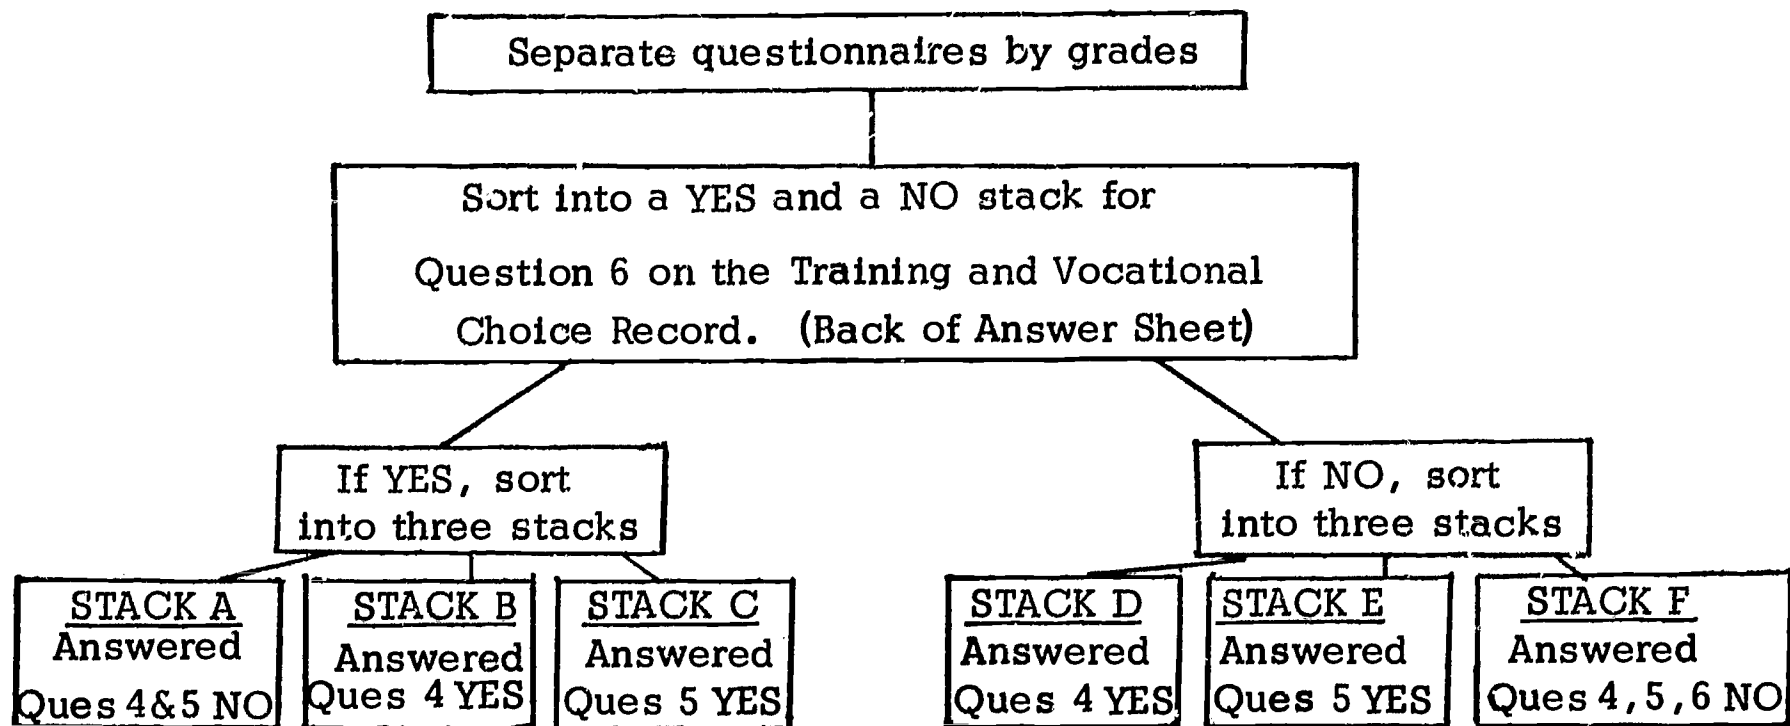 Separate questionnaires by grades
Sort into a YES and a NO stack for
Question 6 on the Training and Vocational
Choice Record. (Back of Answer Sheet)
If YES, sort
into three stacks
If NO, sort
into three stacks
STACK A
Answered
Ques 4&5 NO
STACK B
Answered
Ques 4 YES
STACK C
Answered
Ques 5 YES
STACK D
Answered
Ques 4 YES
STACK E
Answered
Ques 5 YES
STACK F
Answered
Ques 4,5,6 NO